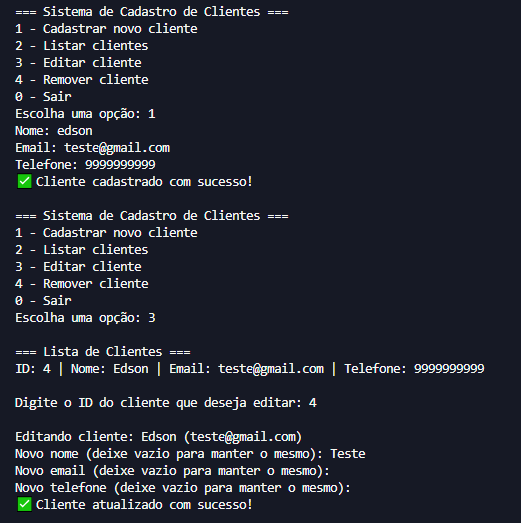 === Sistema de Cadastro de Clientes ===
1 - Cadastrar novo cliente
2 - Listar clientes
3 - Editar cliente
4 - Remover cliente
0 - Sair
Escolha uma opção: 1
Nome: edson
Email: teste@gmail.com
Telefone: 9999999999
✅ Cliente cadastrado com sucesso!

=== Sistema de Cadastro de Clientes ===
1 - Cadastrar novo cliente
2 - Listar clientes
3 - Editar cliente
4 - Remover cliente
0 - Sair
Escolha uma opção: 3

=== Lista de Clientes ===
ID: 4 | Nome: Edson | Email: teste@gmail.com | Telefone: 9999999999

Digite o ID do cliente que deseja editar: 4

Editando cliente: Edson (teste@gmail.com)
Novo nome (deixe vazio para manter o mesmo): Teste
Novo email (deixe vazio para manter o mesmo):
Novo telefone (deixe vazio para manter o mesmo):
✅ Cliente atualizado com sucesso!